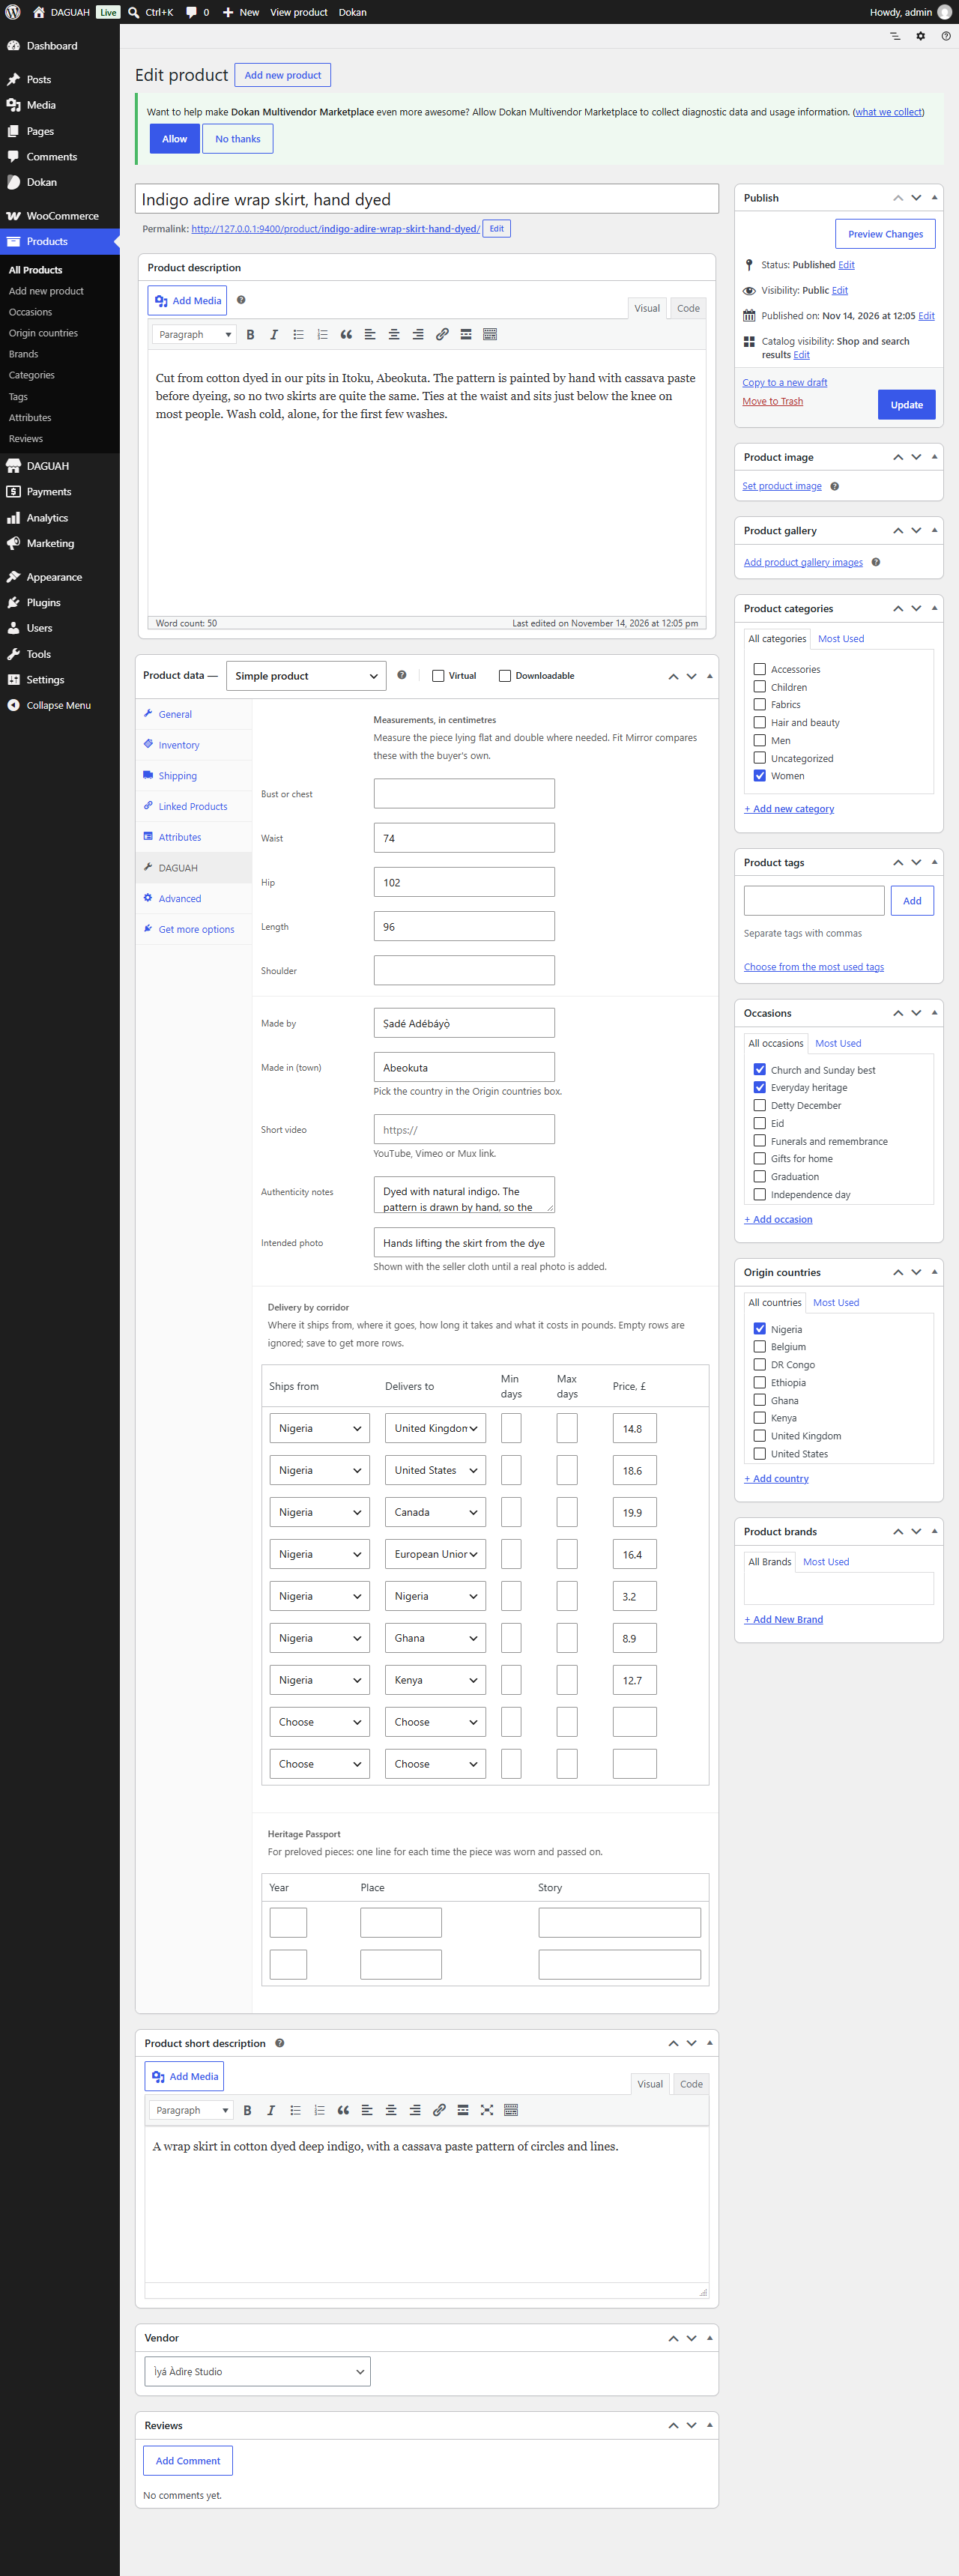 DAGUAH
Live
Ctrl+K
0
New
View product
Dokan
Howdy, admin
Dashboard
Posts
Media
Pages
Comments
Dokan
WooCommerce
Products
All Products
Add new product
Occasions
Origin countries
Brands
Categories
Tags
Attributes
Reviews
DAGUAH
Payments
Analytics
Marketing
Appearance
Plugins
Users
Tools
Settings
Collapse Menu
Edit product
Add new product
Want to help make Dokan Multivendor Marketplace even more awesome? Allow Dokan Multivendor Marketplace to collect diagnostic data and usage information. (what we collect)
Allow
No thanks
Indigo adire wrap skirt, hand dyed
Permalink: http://127.0.0.1:9400/product/indigo-adire-wrap-skirt-hand-dyed/ Edit
Product description
Add Media
Visual
Code
Paragraph
Cut from cotton dyed in our pits in Itoku, Abeokuta. The pattern is painted by hand with cassava paste
before dyeing, so no two skirts are quite the same. Ties at the waist and sits just below the knee on
most people. Wash cold, alone, for the first few washes.
Word count: 50
Last edited on November 14, 2026 at 12:05 pm
Product data —
Simple product
Virtual
Downloadable
General
Inventory
Shipping
Linked Products
Attributes
DAGUAH
Advanced
Get more options
Measurements, in centimetres
Measure the piece lying flat and double where needed. Fit Mirror compares
these with the buyer's own.
Bust or chest
Waist
74
Hip
102
Length
96
Shoulder
Made by
Ṣadé Adébáyọ̀
Made in (town)
Abeokuta
Pick the country in the Origin countries box.
Short video
https://
YouTube, Vimeo or Mux link.
Authenticity notes
Dyed with natural indigo. The
pattern is drawn by hand, so the
Intended photo
Hands lifting the skirt from the dye
Shown with the seller cloth until a real photo is added.
Delivery by corridor
Where it ships from, where it goes, how long it takes and what it costs in pounds. Empty rows are
ignored; save to get more rows.
Ships from
Delivers to
Min
days
Max
days
Price, £
Nigeria
United Kingdom
14.8
Nigeria
United States
18.6
Nigeria
Canada
19.9
Nigeria
European Union
16.4
Nigeria
Nigeria
3.2
Nigeria
Ghana
8.9
Nigeria
Kenya
12.7
Choose
Choose
Choose
Choose
Heritage Passport
For preloved pieces: one line for each time the piece was worn and passed on.
Year
Place
Story
Product short description
Add Media
Visual
Code
Paragraph
A wrap skirt in cotton dyed deep indigo, with a cassava paste pattern of circles and lines.
Vendor
Ìyá Àdìrẹ Studio
Reviews
Add Comment
No comments yet.
Publish
Preview Changes
Status: Published Edit
Visibility: Public Edit
Published on: Nov 14, 2026 at 12:05 Edit
Catalog visibility: Shop and search
results Edit
Copy to a new draft
Move to Trash
Update
Product image
Set product image
Product gallery
Add product gallery images
Product categories
All categories
Most Used
Accessories
Children
Fabrics
Hair and beauty
Men
Uncategorized
Women
+ Add new category
Product tags
Add
Separate tags with commas
Choose from the most used tags
Occasions
All occasions
Most Used
Church and Sunday best
Everyday heritage
Detty December
Eid
Funerals and remembrance
Gifts for home
Graduation
Independence day
+ Add occasion
Origin countries
All countries
Most Used
Nigeria
Belgium
DR Congo
Ethiopia
Ghana
Kenya
United Kingdom
United States
+ Add country
Product brands
All Brands
Most Used
+ Add New Brand